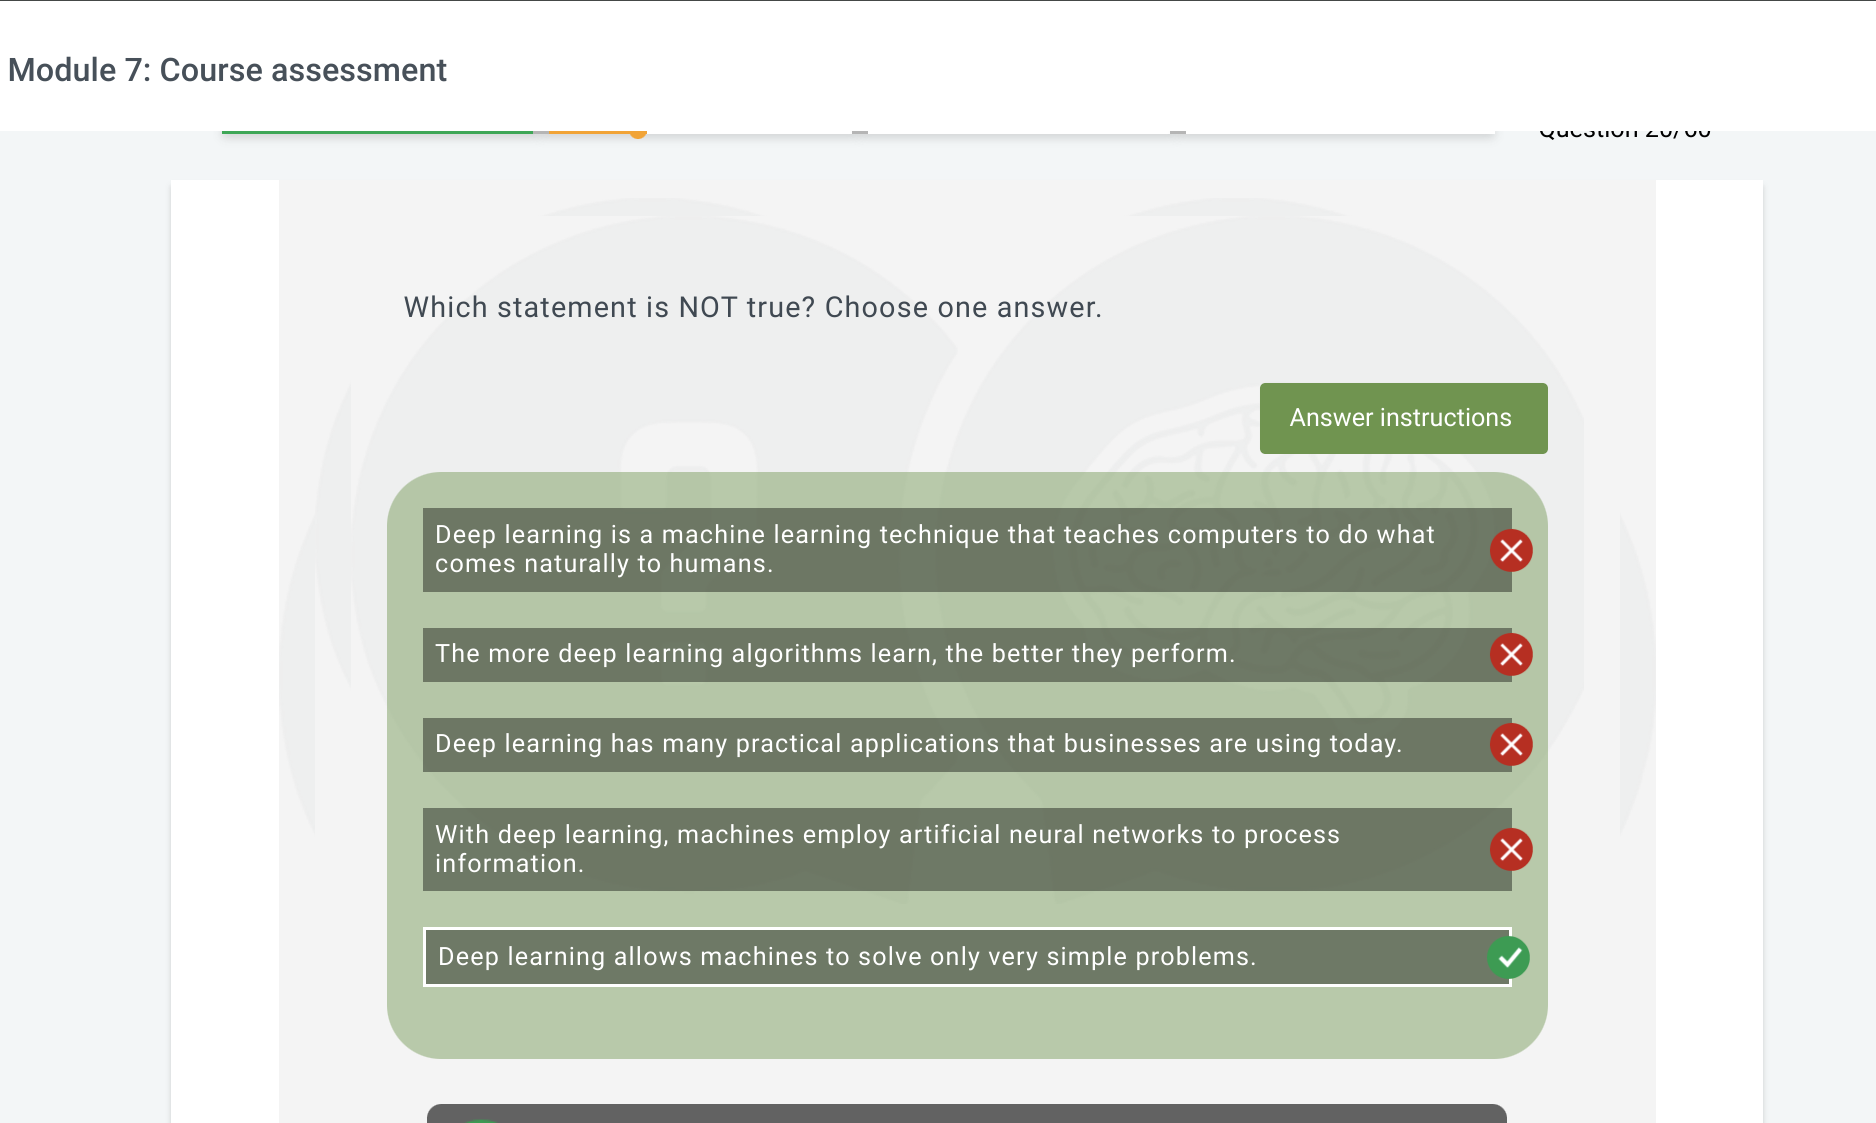 Module 7: Course assessment
Question 20/60
Which statement is NOT true? Choose one answer.
Answer instructions
Deep learning is a machine learning technique that teaches computers to do what
comes naturally to humans.
The more deep learning algorithms learn, the better they perform.
Deep learning has many practical applications that businesses are using today.
With deep learning, machines employ artificial neural networks to process
information.
Deep learning allows machines to solve only very simple problems.